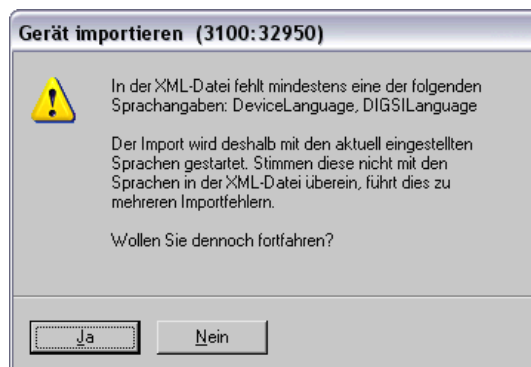 Gerät importieren (3100:32950)
In der XML-Datei fehlt mindestens eine der folgenden
Sprachangaben: DeviceLanguage, DIGSILanguage
Der Import wird deshalb mit den aktuell eingestellten
Sprachen gestartet. Stimmen diese nicht mit den
Sprachen in der XML-Datei überein, führt dies zu
mehreren Importfehlern.
Wollen Sie dennoch fortfahren?
Ja
Nein